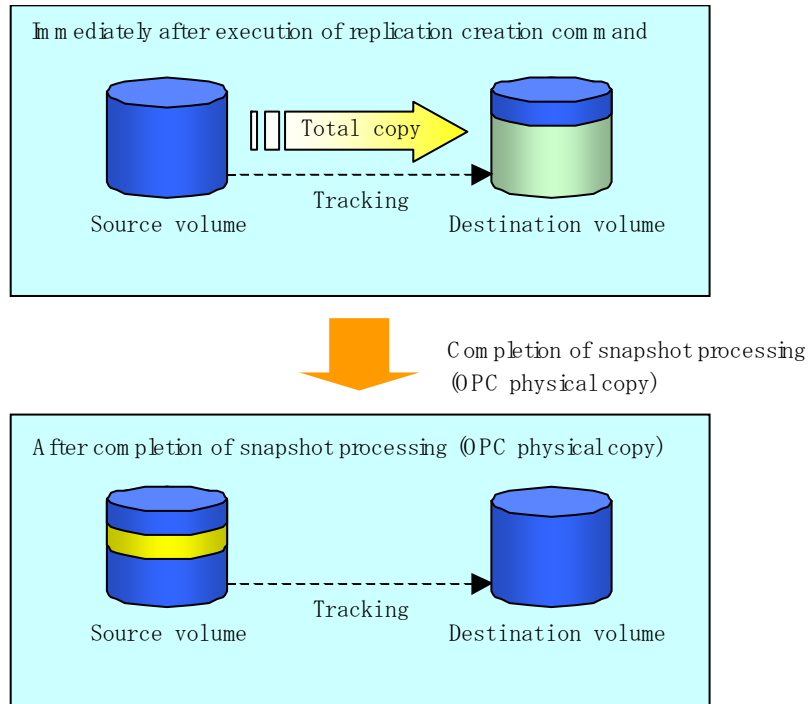 Immediately after execution of replication creation command
Total copy
Tracking
Source volume
Destination volume
Completion of snapshot processing
(OPC physical copy)
After completion of snapshot processing (OPC physical copy)
Tracking
Source volume
Destination volume